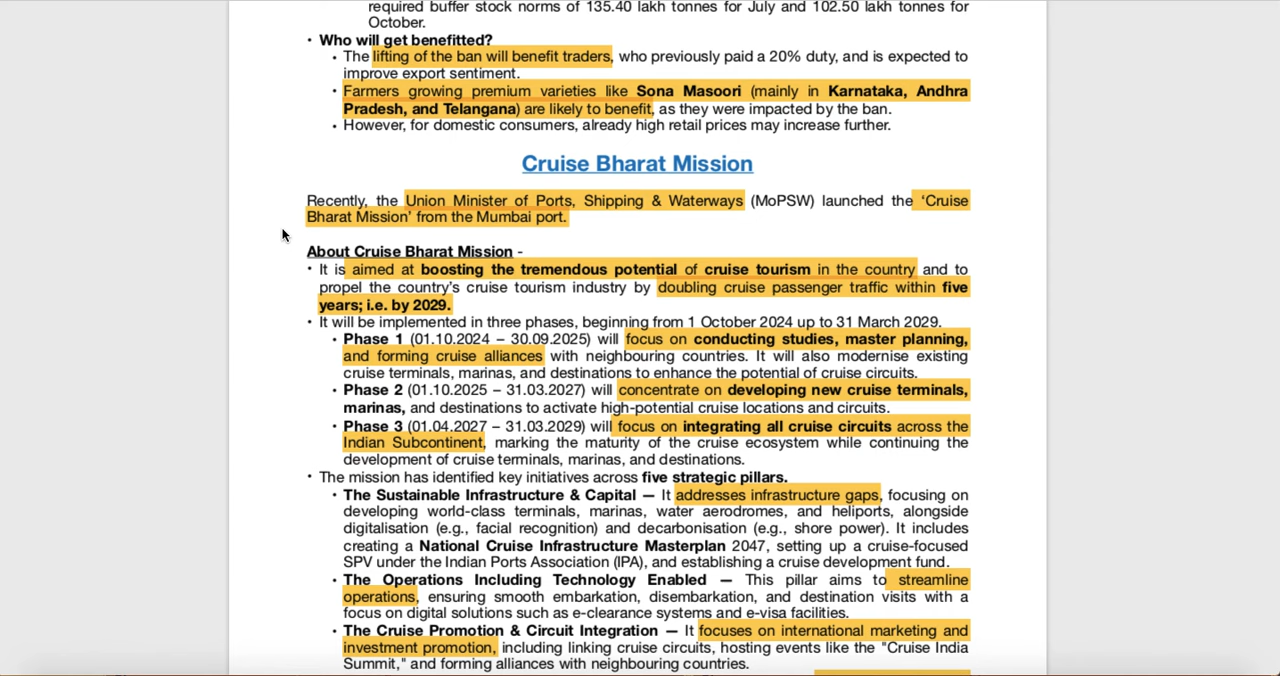 required buffer stock norms of 135.40 lakh tonnes for July and 102.50 lakh tonnes for
October.
• Who will get benefitted?
• The lifting of the ban will benefit traders, who previously paid a 20% duty, and is expected to
improve export sentiment.
• Farmers growing premium varieties like Sona Masoori (mainly in Karnataka, Andhra
Pradesh, and Telangana) are likely to benefit, as they were impacted by the ban.
• However, for domestic consumers, already high retail prices may increase further.
Cruise Bharat Mission
Recently, the Union Minister of Ports, Shipping & Waterways (MoPSW) launched the ‘Cruise
Bharat Mission’ from the Mumbai port.
About Cruise Bharat Mission -
• It is aimed at boosting the tremendous potential of cruise tourism in the country and to
propel the country’s cruise tourism industry by doubling cruise passenger traffic within five
years; i.e. by 2029.
• It will be implemented in three phases, beginning from 1 October 2024 up to 31 March 2029.
• Phase 1 (01.10.2024 – 30.09.2025) will focus on conducting studies, master planning,
and forming cruise alliances with neighbouring countries. It will also modernise existing
cruise terminals, marinas, and destinations to enhance the potential of cruise circuits.
• Phase 2 (01.10.2025 – 31.03.2027) will concentrate on developing new cruise terminals,
marinas, and destinations to activate high-potential cruise locations and circuits.
• Phase 3 (01.04.2027 – 31.03.2029) will focus on integrating all cruise circuits across the
Indian Subcontinent, marking the maturity of the cruise ecosystem while continuing the
development of cruise terminals, marinas, and destinations.
• The mission has identified key initiatives across five strategic pillars.
• The Sustainable Infrastructure & Capital — It addresses infrastructure gaps, focusing on
developing world-class terminals, marinas, water aerodromes, and heliports, alongside
digitalisation (e.g., facial recognition) and decarbonisation (e.g., shore power). It includes
creating a National Cruise Infrastructure Masterplan 2047, setting up a cruise-focused
SPV under the Indian Ports Association (IPA), and establishing a cruise development fund.
• The Operations Including Technology Enabled — This pillar aims to streamline
operations, ensuring smooth embarkation, disembarkation, and destination visits with a
focus on digital solutions such as e-clearance systems and e-visa facilities.
• The Cruise Promotion & Circuit Integration — It focuses on international marketing and
investment promotion, including linking cruise circuits, hosting events like the "Cruise India
Summit," and forming alliances with neighbouring countries.